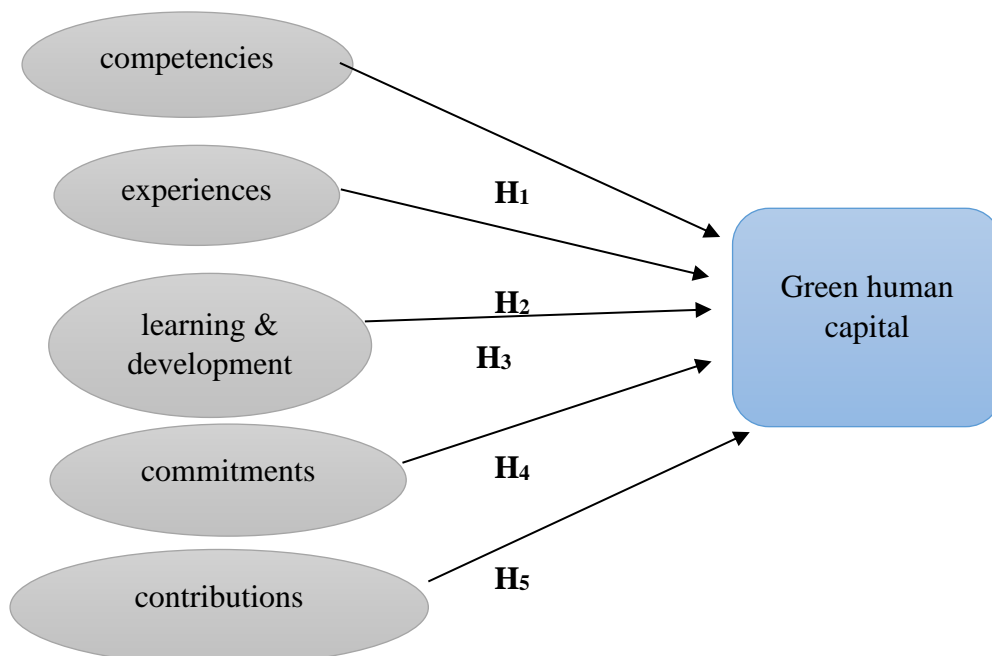 competencies
experiences
learning &
development
commitments
contributions
H1
H2
H3
H4
H5
Green human
capital